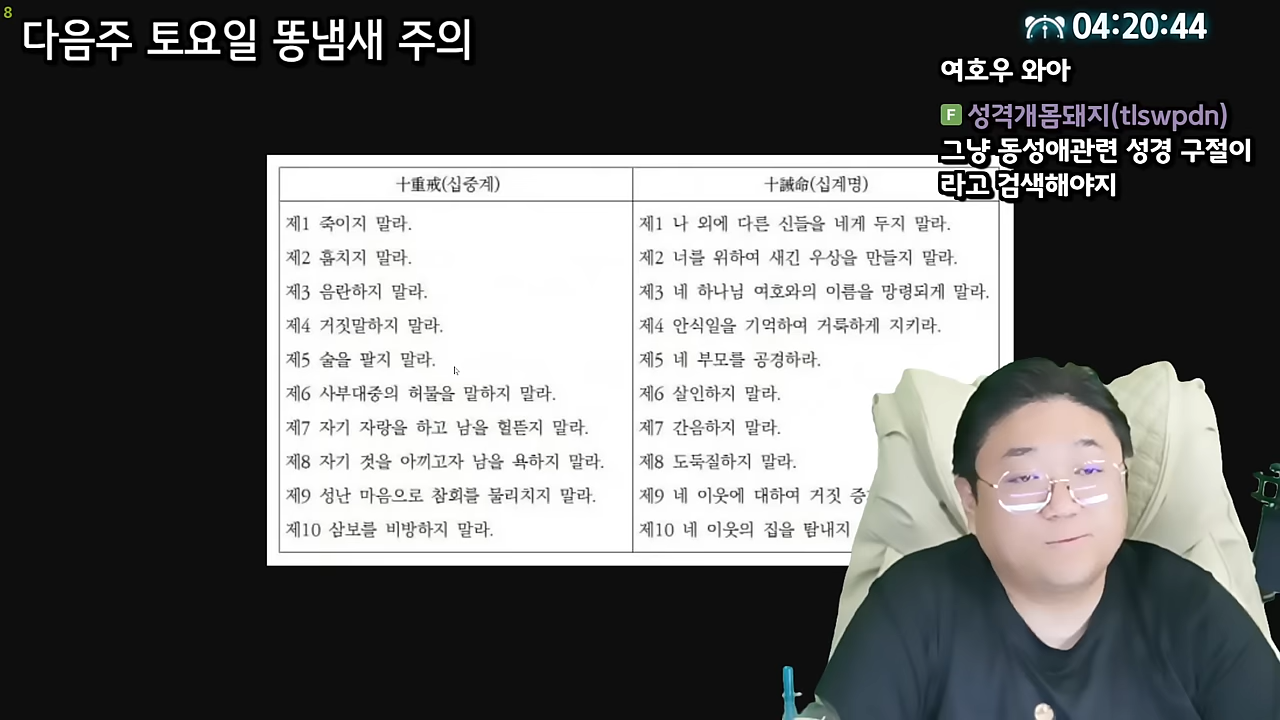 8
다음주 토요일 똥냄새 주의
04:20:44
여호우 와아
F 성격개몸돼지(tlswpdn)
그냥 동성애관련 성경 구절이
라고 검색해야지
十重戒(십중계)
제1 죽이지 말라.
제2 훔치지 말라.
제3 음란하지 말라.
제4 거짓말하지 말라.
제5 술을 팔지 말라.
제6 사부대중의 허물을 말하지 말라.
제7 자기 자랑을 하고 남을 헐뜯지 말라.
제8 자기 것을 아끼고자 남을 욕하지 말라.
제9 성난 마음으로 참회를 물리치지 말라.
제10 삼보를 비방하지 말라.
十誡命(십계명)
제1 나 외에 다른 신들을 네게 두지 말라.
제2 너를 위하여 새긴 우상을 만들지 말라.
제3 네 하나님 여호와의 이름을 망령되게 말라.
제4 안식일을 기억하여 거룩하게 지키라.
제5 네 부모를 공경하라.
제6 살인하지 말라.
제7 간음하지 말라.
제8 도둑질하지 말라.
제9 네 이웃에 대하여 거짓
제10 네 이웃의 집을 탐내지